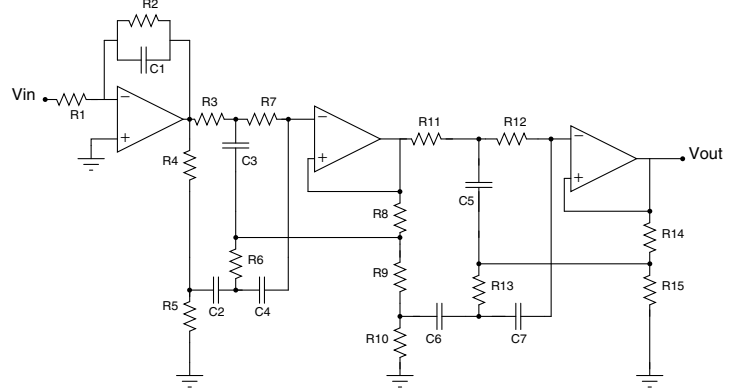 R2
C1
Vin
R1
−
+
R3
R7
R4
C3
−
+
R11
R12
−
+
Vout
C5
R8
R14
R6
R9
R13
R15
R5
C2
C4
R10
C6
C7